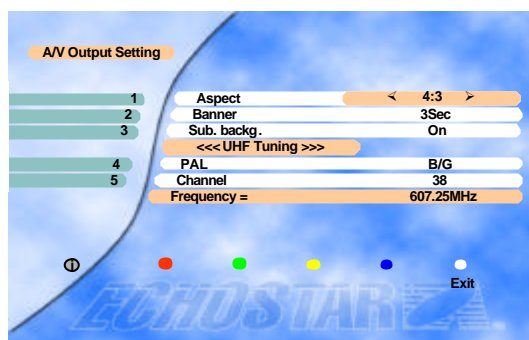 A/V Output Setting
1 Aspect 4:3
2 Banner 3Sec
3 Sub. backg. On
<<< UHF Tuning >>>
4 PAL B/G
5 Channel 38
Frequency = 607.25MHz
i
Exit
ECHOSTAR